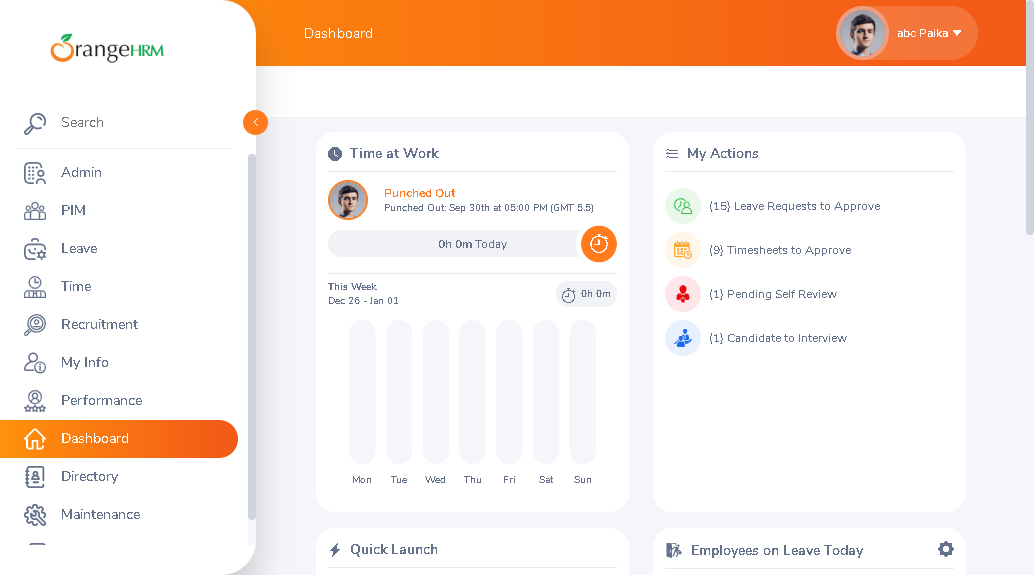 OrangeHRM
Dashboard
abc Paika
Search
Admin
PIM
Leave
Time
Recruitment
My Info
Performance
Dashboard
Directory
Maintenance
Time at Work
Punched Out
Punched Out: Sep 30th at 05:00 PM (GMT 5.5)
0h 0m Today
This Week
Dec 26 - Jan 01
0h 0m
Mon Tue Wed Thu Fri Sat Sun
My Actions
(15) Leave Requests to Approve
(9) Timesheets to Approve
(1) Pending Self Review
(1) Candidate to Interview
Quick Launch
Employees on Leave Today